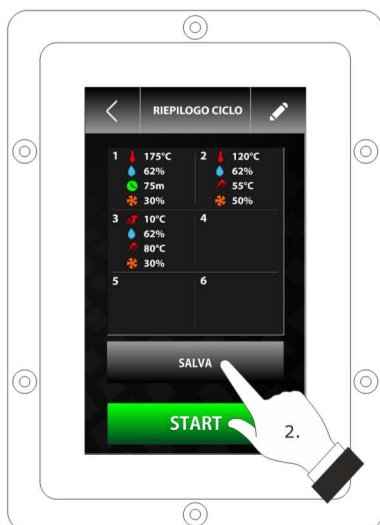 RIEPILOGO CICLO
1 175°C
62%
75m
30%
2 120°C
62%
55°C
50%
3 ΔT 10°C
62%
80°C
30%
4
5
6
SALVA
START
2.